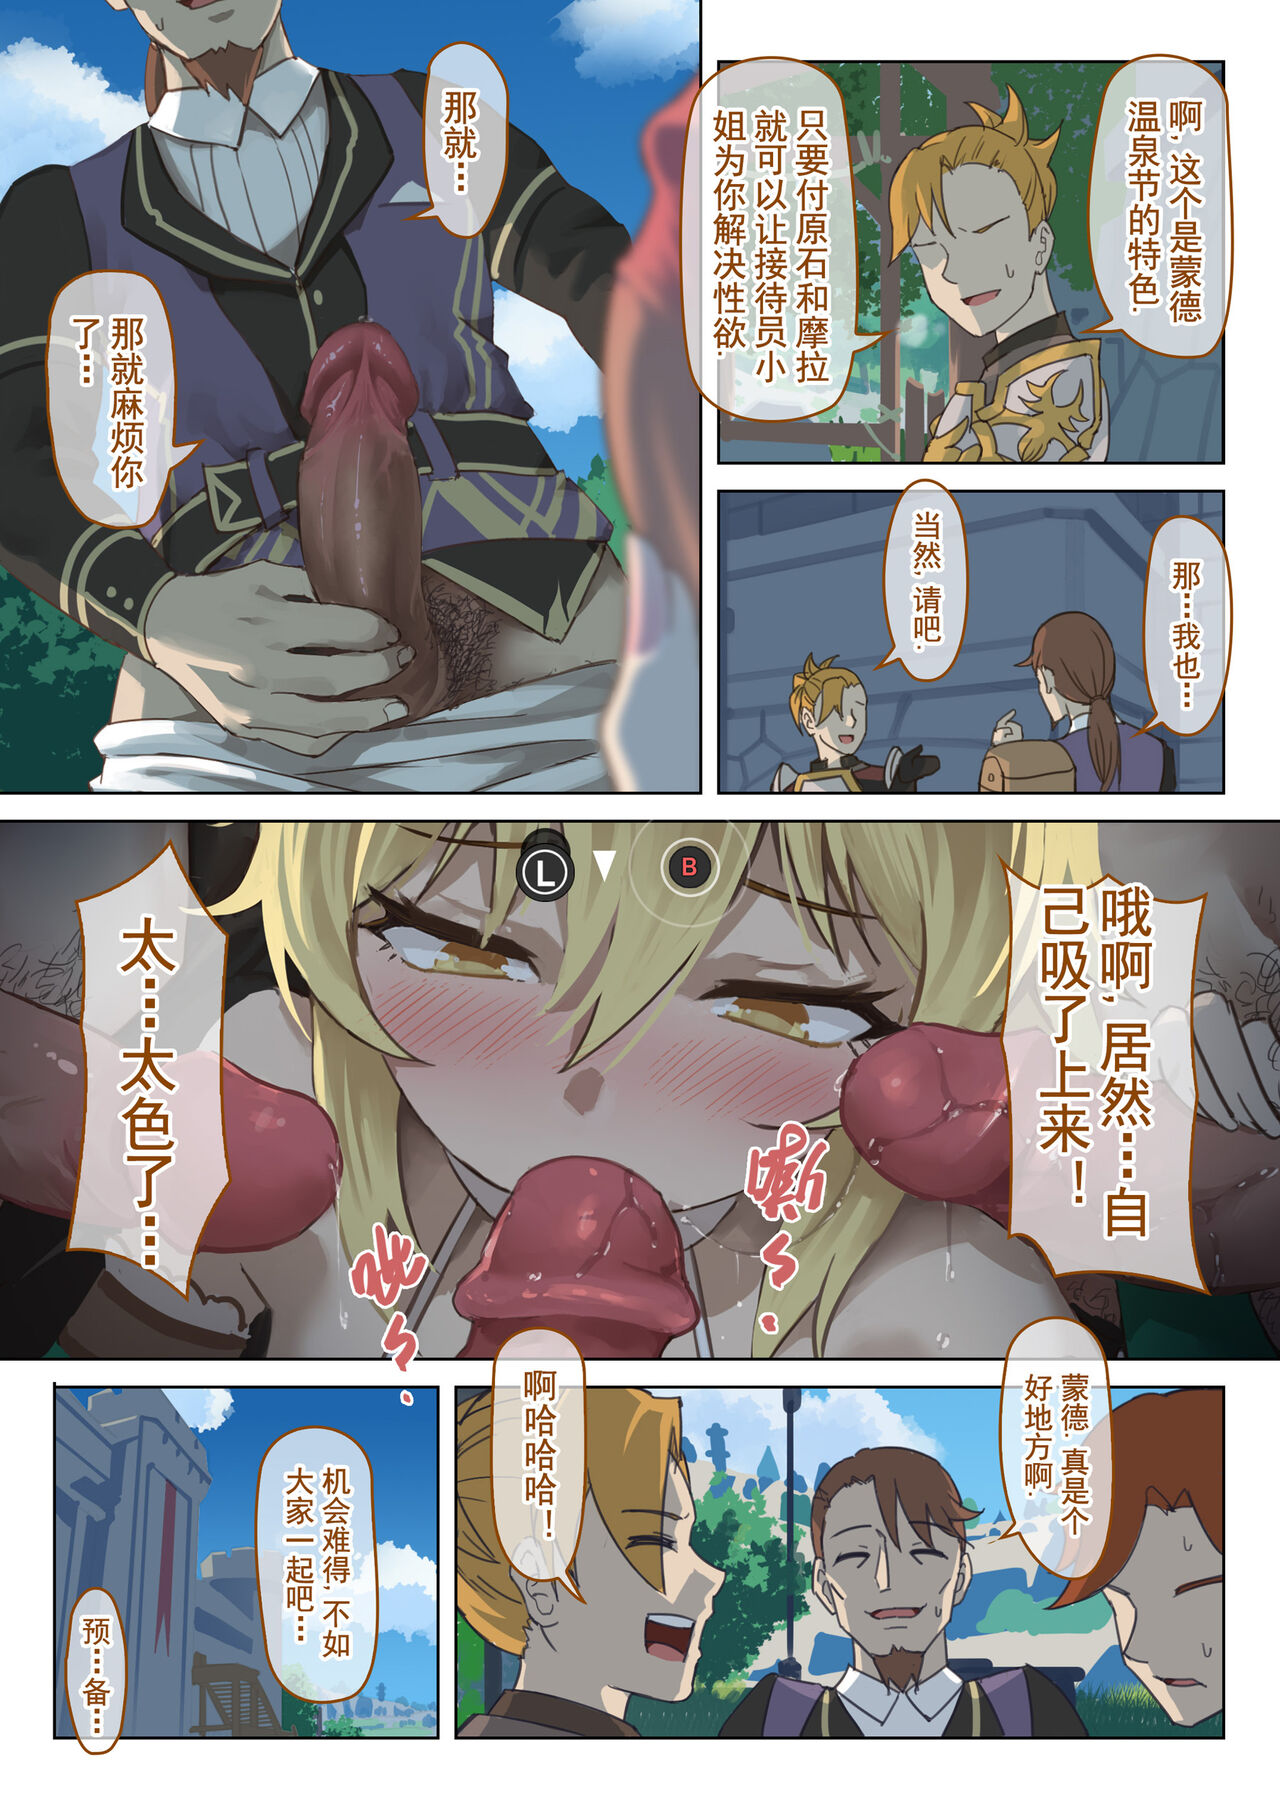 啊，这个是蒙德
温泉节的特色.
只要付原石和摩拉
就可以让接待员小
姐为你解决性欲.
那…我也…
当然，请吧.
那就…
那就麻烦你
了…
哦啊，居然…自
己吸了上来！
太…太色了…
嘶
L
B
蒙德.真是个
好地方啊.
啊哈哈哈！
机会难得，不如
大家一起吧…
预…备…